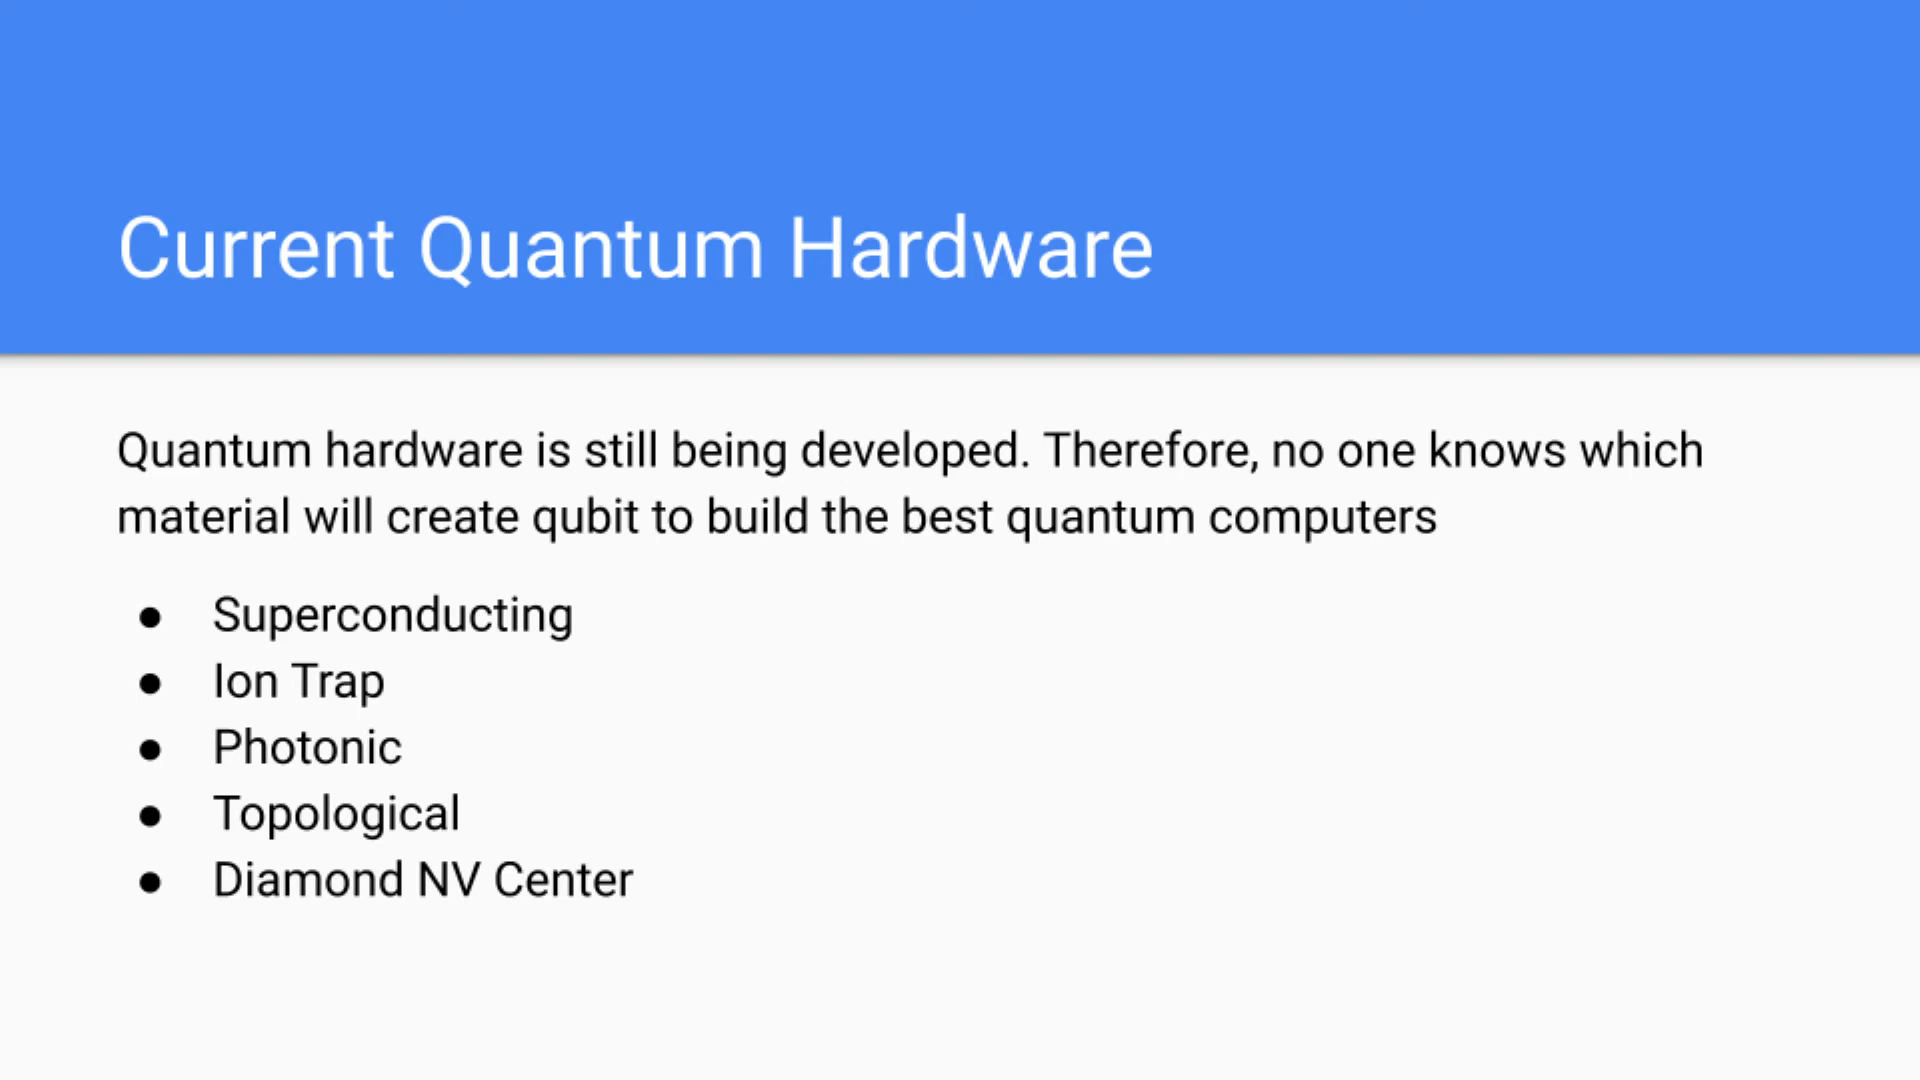 Current Quantum Hardware
Quantum hardware is still being developed. Therefore, no one knows which
material will create qubit to build the best quantum computers
● Superconducting
● Ion Trap
● Photonic
● Topological
● Diamond NV Center